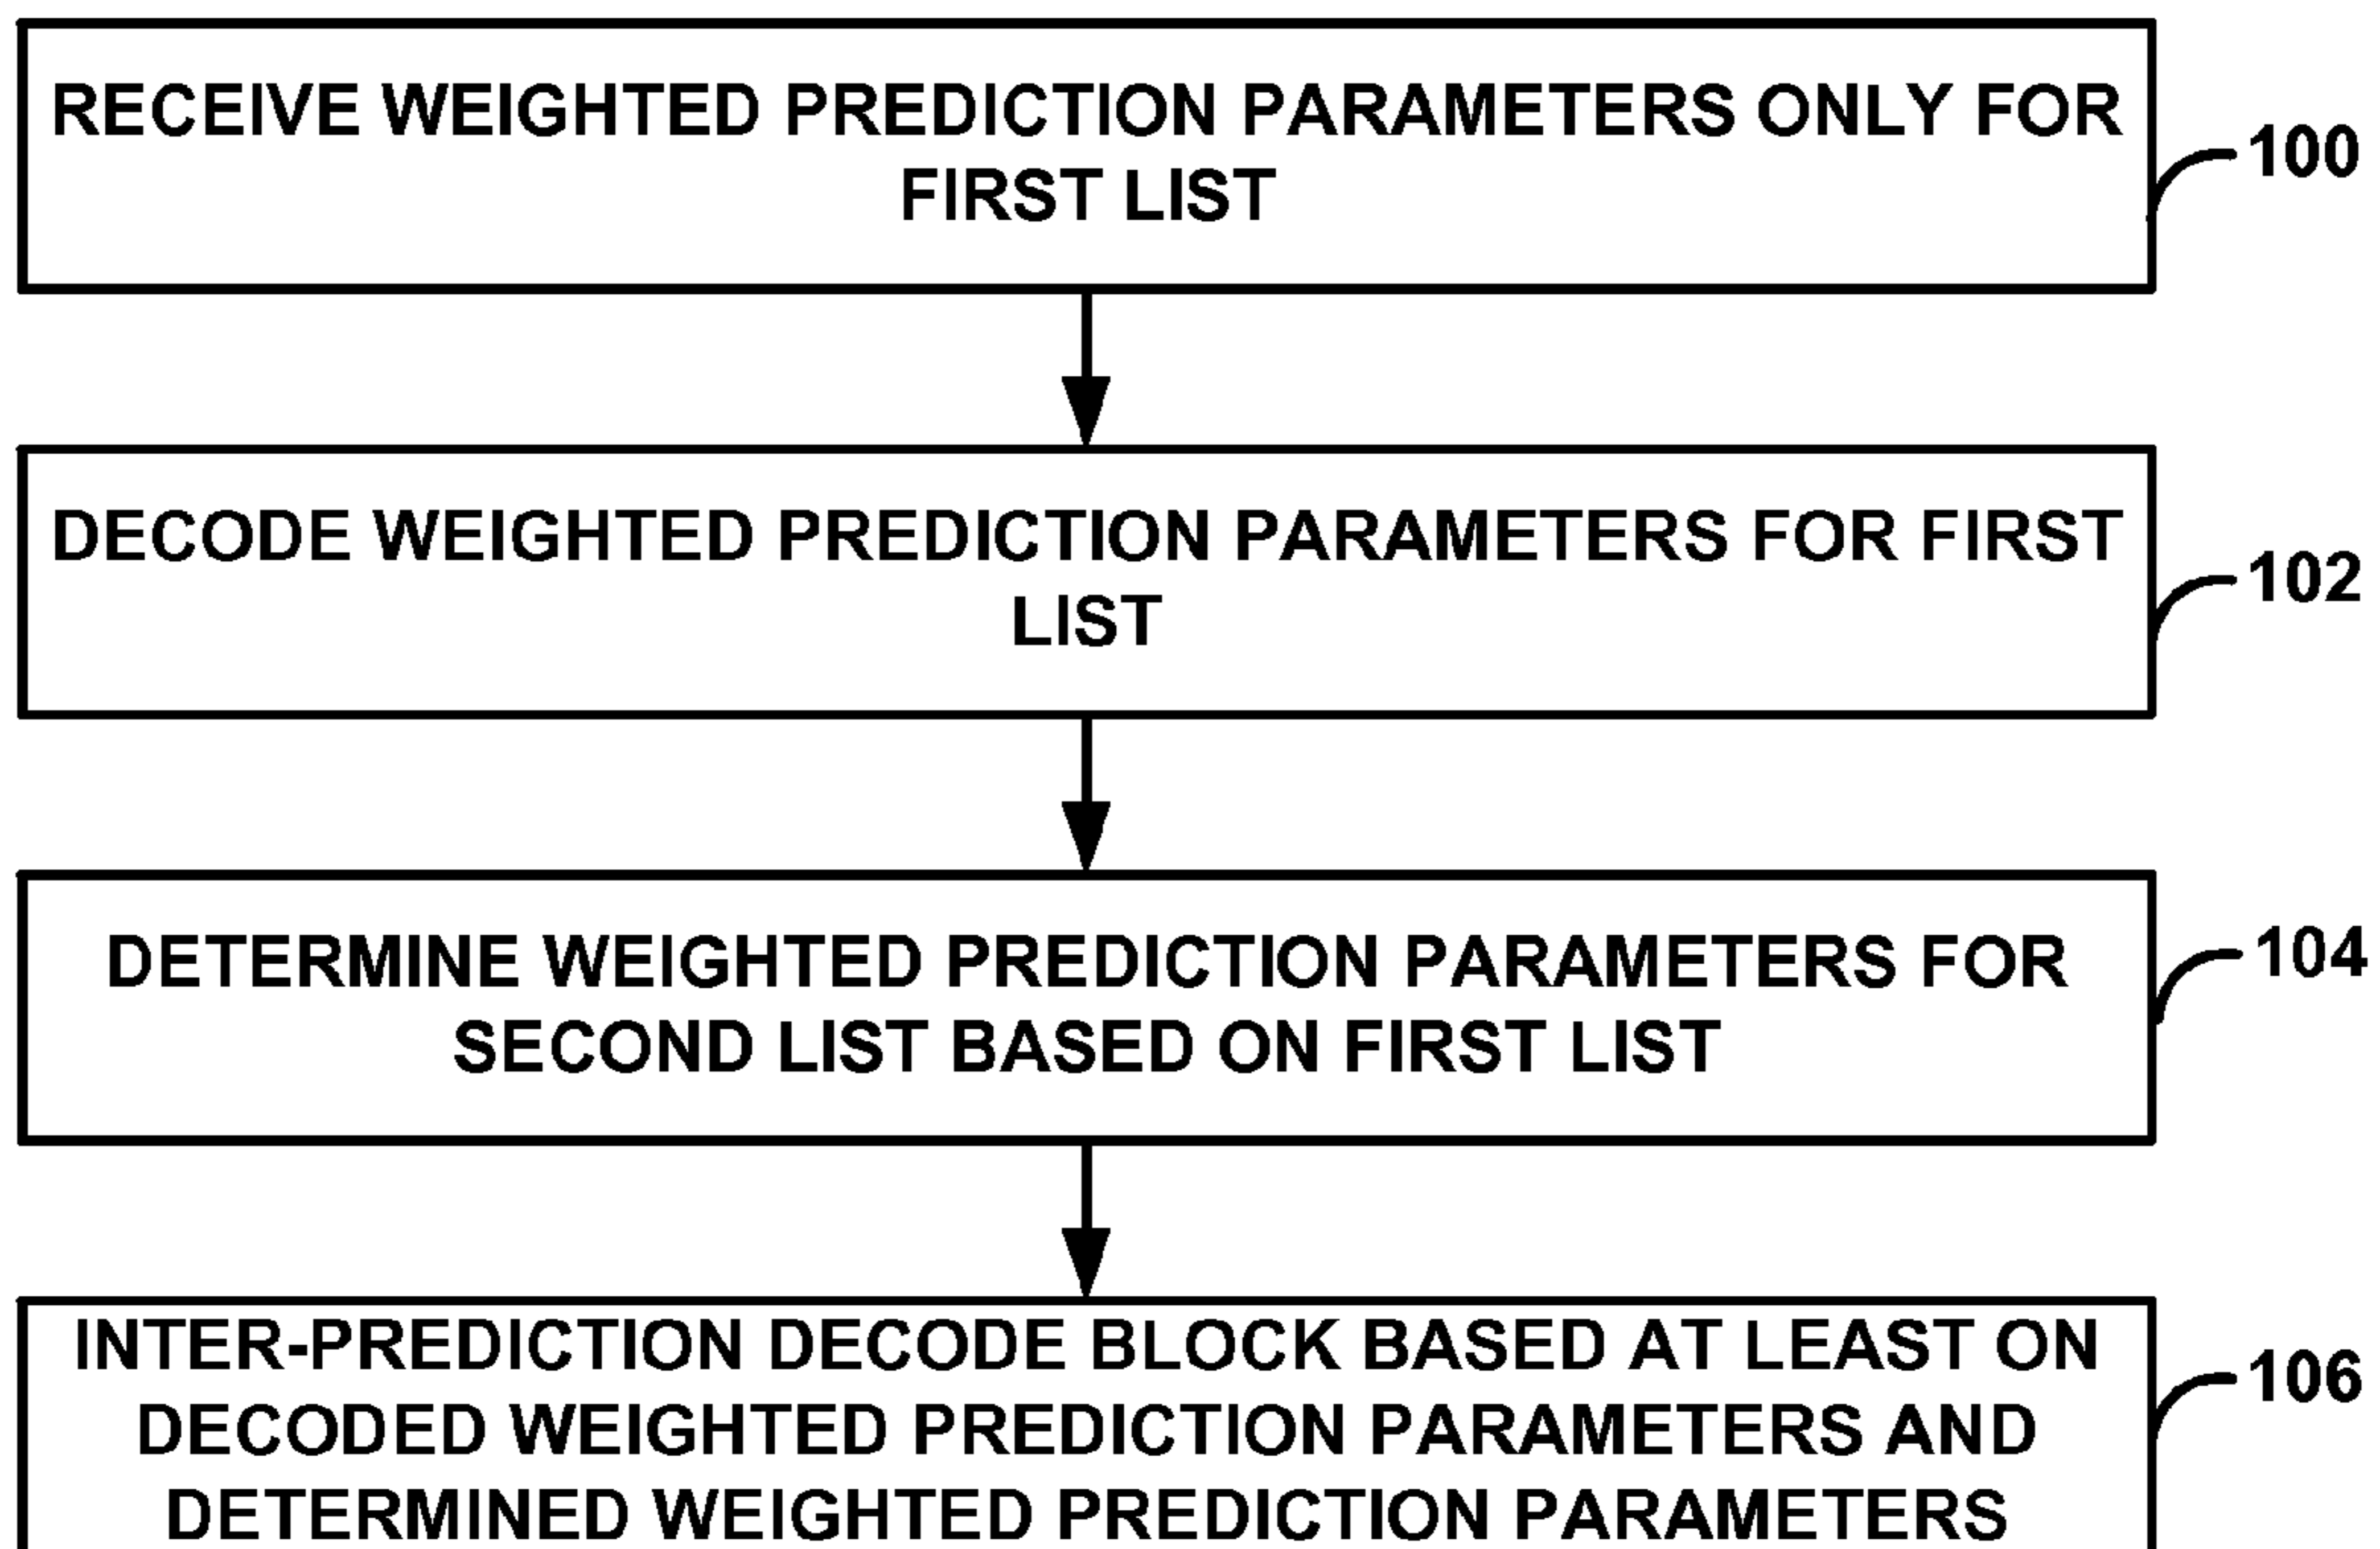 RECEIVE WEIGHTED PREDICTION PARAMETERS ONLY FOR
FIRST LIST
100
DECODE WEIGHTED PREDICTION PARAMETERS FOR FIRST
LIST
102
DETERMINE WEIGHTED PREDICTION PARAMETERS FOR
SECOND LIST BASED ON FIRST LIST
104
INTER-PREDICTION DECODE BLOCK BASED AT LEAST ON
DECODED WEIGHTED PREDICTION PARAMETERS AND
DETERMINED WEIGHTED PREDICTION PARAMETERS
106